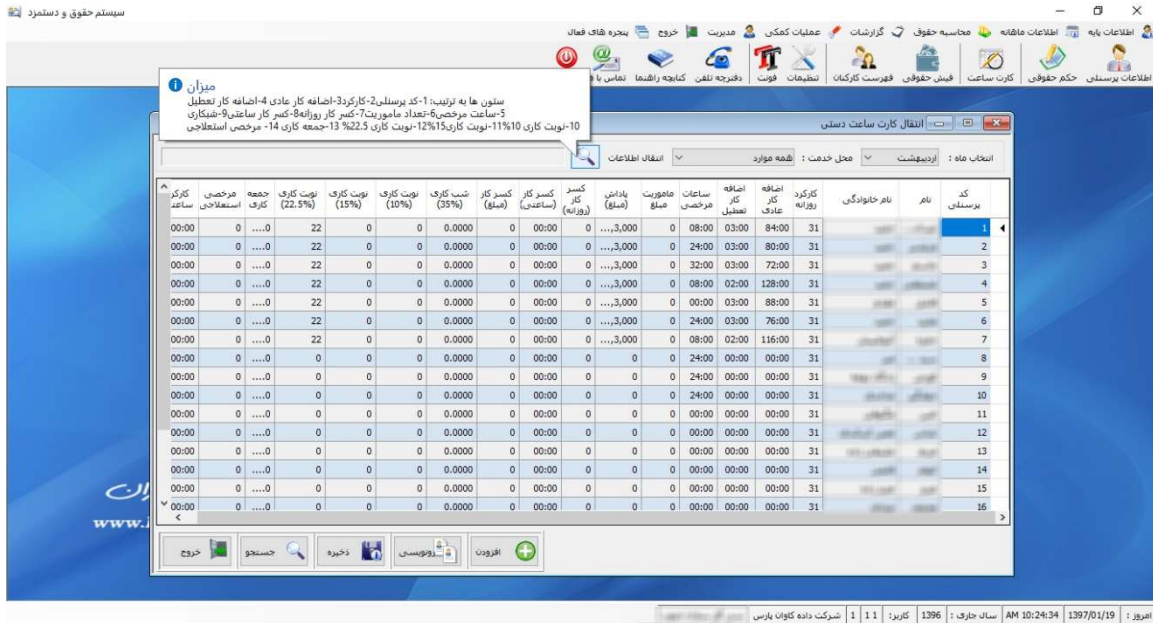 سیستم حقوق و دستمزد
اطلاعات پایه اطلاعات ماهانه محاسبه حقوق گزارشات عملیات کمکی مدیریت خروج پنجره های فعال
اطلاعات پرسنلی حکم حقوقی کارت ساعت فیش حقوقی فهرست کارکنان تنظیمات فونت دفترچه تلفن کتابچه راهنما تماس با
میزان
ستون ها به ترتیب: 1-کد پرسنلی2-کارکرد3-اضافه کار عادی 4-اضافه کار تعطیل
5-ساعت مرخصی6-تعداد ماموریت7-کسر کار روزانه8-کسر کار ساعتی9-شبکاری
10-نوبت کاری 10%11-نوبت کاری15%12-نوبت کاری 22.5% 13-جمعه کاری 14- مرخصی استعلاجی
انتقال کارت ساعت دستی
انتخاب ماه : اردیبهشت محل خدمت : همه موارد انتقال اطلاعات
کد پرسنلی نام نام خانوادگی کارکرد روزانه اضافه کار عادی اضافه کار تعطیل ساعات مرخصی ماموریت مبلغ پاداش (مبلغ) کسر کار (روزانه) کسر کار (ساعتی) کسر کار (مبلغ) شب کاری (35%) نوبت کاری (10%) نوبت کاری (15%) نوبت کاری (22.5%) جمعه کاری مرخصی استعلاجی کارکرد ساعت
1 31 84:00 03:00 08:00 0 3,000,... 0 00:00 0 0.0000 0 0 22 0.... 0 00:00
2 31 80:00 03:00 24:00 0 3,000,... 0 00:00 0 0.0000 0 0 22 0.... 0 00:00
3 31 72:00 03:00 32:00 0 3,000,... 0 00:00 0 0.0000 0 0 22 0.... 0 00:00
4 31 128:00 02:00 08:00 0 3,000,... 0 00:00 0 0.0000 0 0 22 0.... 0 00:00
5 31 88:00 03:00 00:00 0 3,000,... 0 00:00 0 0.0000 0 0 22 0.... 0 00:00
6 31 76:00 03:00 24:00 0 3,000,... 0 00:00 0 0.0000 0 0 22 0.... 0 00:00
7 31 116:00 02:00 08:00 0 3,000,... 0 00:00 0 0.0000 0 0 22 0.... 0 00:00
8 31 00:00 00:00 24:00 0 0 0 00:00 0 0.0000 0 0 0 0.... 0 00:00
9 31 00:00 00:00 24:00 0 0 0 00:00 0 0.0000 0 0 0 0.... 0 00:00
10 31 00:00 00:00 24:00 0 0 0 00:00 0 0.0000 0 0 0 0.... 0 00:00
11 31 00:00 00:00 00:00 0 0 0 00:00 0 0.0000 0 0 0 0.... 0 00:00
12 31 00:00 00:00 00:00 0 0 0 00:00 0 0.0000 0 0 0 0.... 0 00:00
13 31 00:00 00:00 00:00 0 0 0 00:00 0 0.0000 0 0 0 0.... 0 00:00
14 31 00:00 00:00 00:00 0 0 0 00:00 0 0.0000 0 0 0 0.... 0 00:00
15 31 00:00 00:00 00:00 0 0 0 00:00 0 0.0000 0 0 0 0.... 0 00:00
16 31 00:00 00:00 00:00 0 0 0 00:00 0 0.0000 0 0 0 0.... 0 00:00
افزودن رونویسی ذخیره جستجو خروج
www.
امروز : 1397/01/19 10:24:34 AM سال جاری : 1396 کاربر: 1 1 1 شرکت داده کاوان پارس